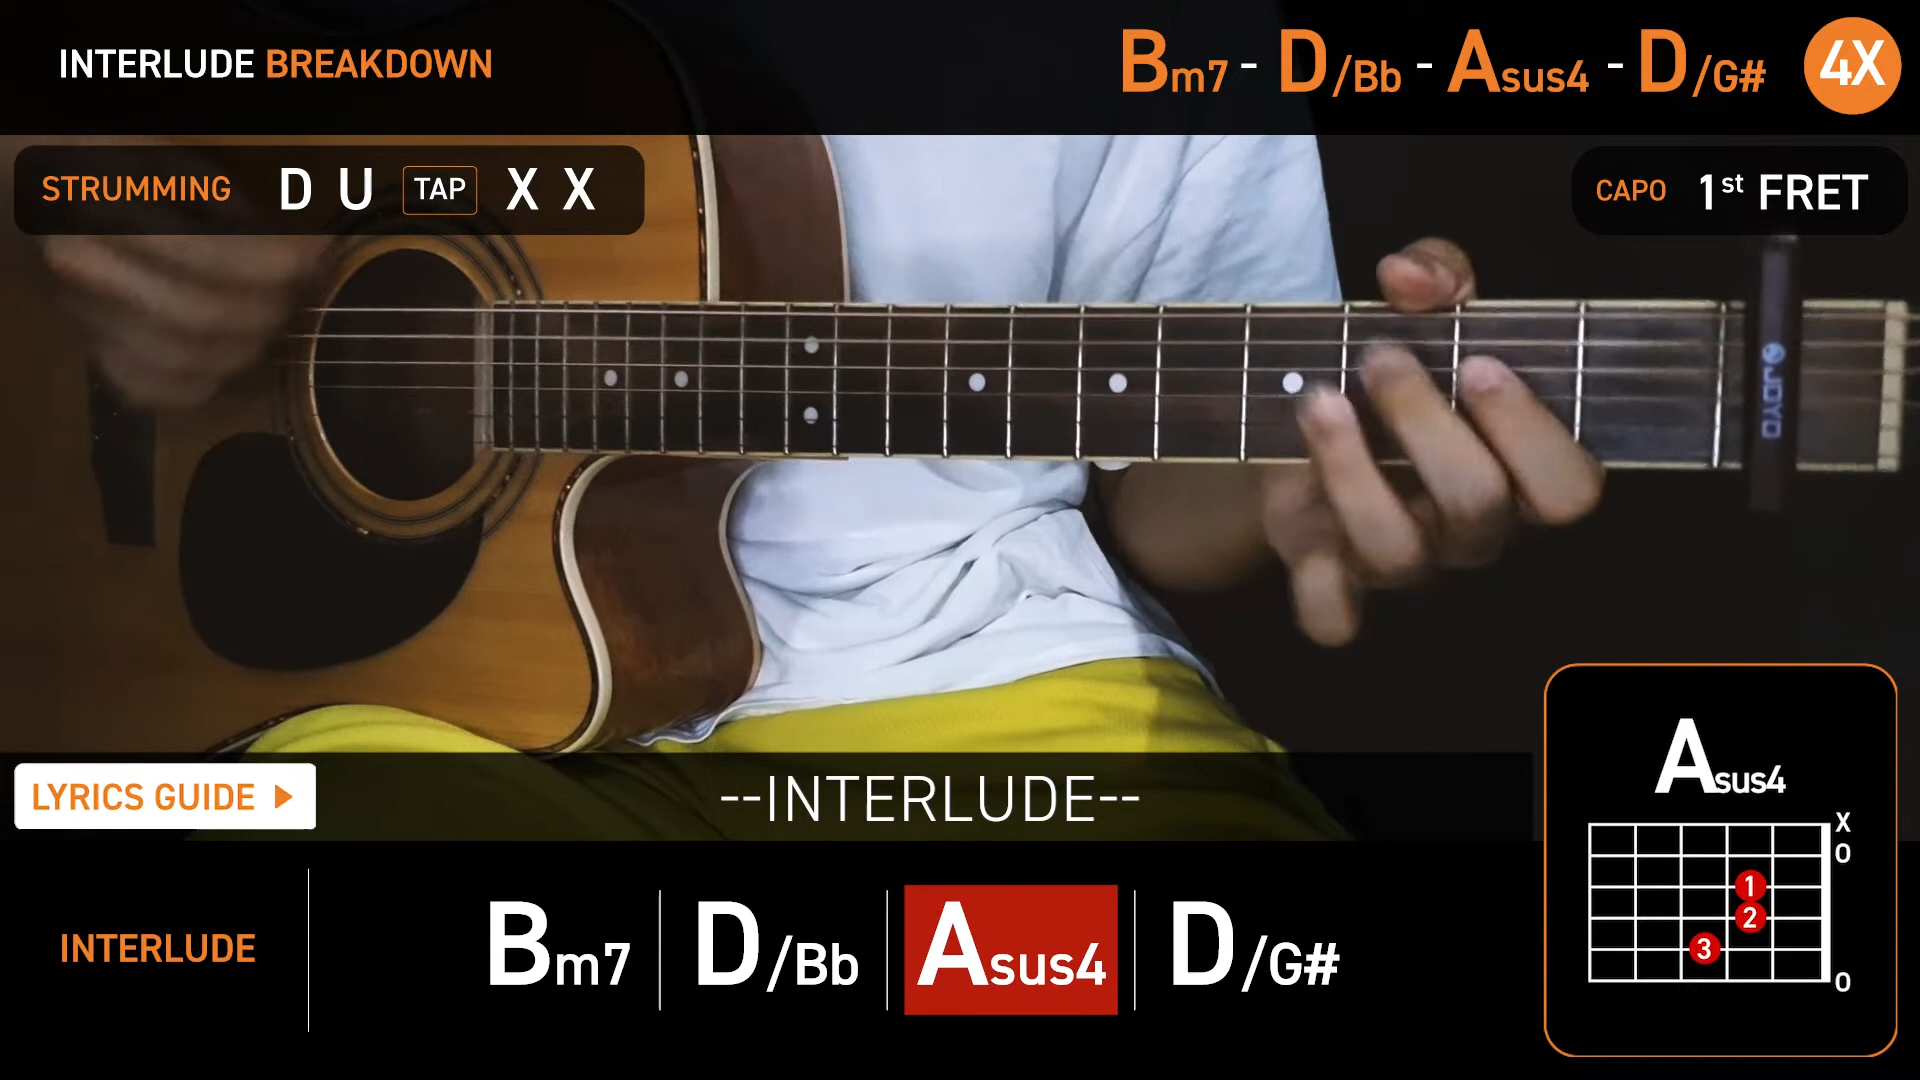 INTERLUDE BREAKDOWN
Bm7 - D/Bb - Asus4 - D/G# 4X
STRUMMING D U TAP X X
CAPO 1st FRET
JOYO
LYRICS GUIDE
--INTERLUDE--
Asus4
X
O
1
2
3
O
INTERLUDE
Bm7 D/Bb Asus4 D/G#